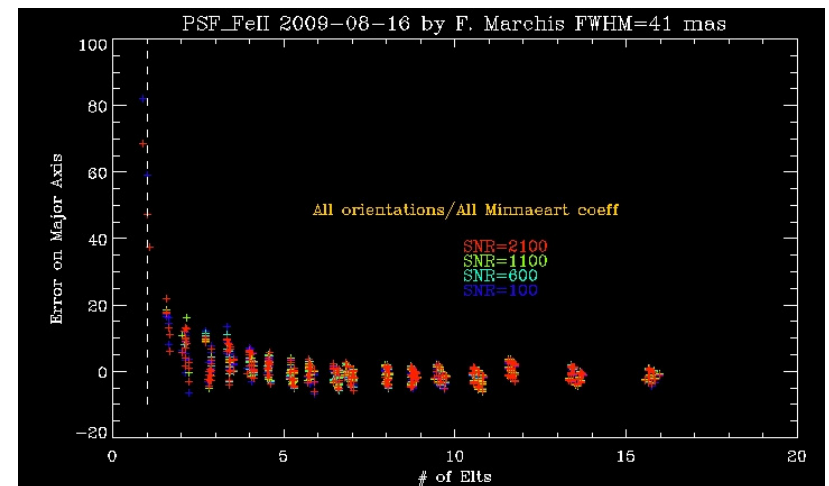 PSF_FeII 2009-08-16 by F. Marchis FWHM=41 mas
100
80
60
40
20
0
-20
Error on Major Axis
All orientations/All Minnaeart coeff
SNR=2100
SNR=1100
SNR=600
SNR=100
0 5 10 15 20
# of Elts